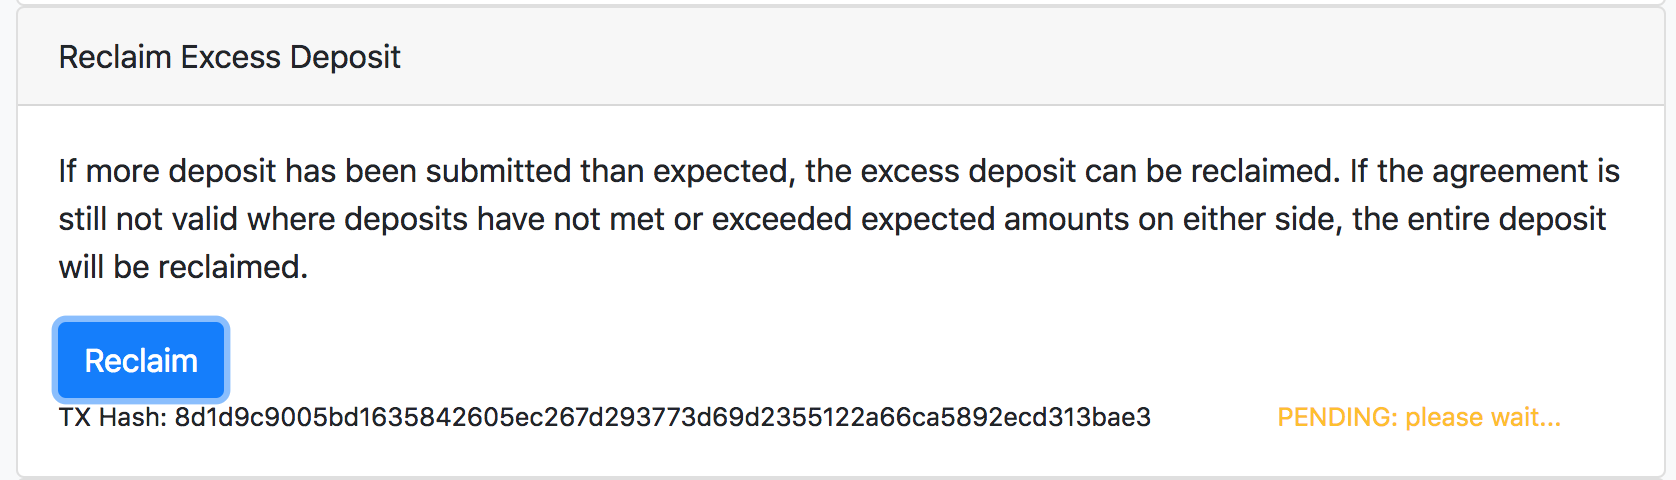 Reclaim Excess Deposit
If more deposit has been submitted than expected, the excess deposit can be reclaimed. If the agreement is
still not valid where deposits have not met or exceeded expected amounts on either side, the entire deposit
will be reclaimed.
Reclaim
TX Hash: 8d1d9c9005bd1635842605ec267d293773d69d2355122a66ca5892ecd313bae3 PENDING: please wait...